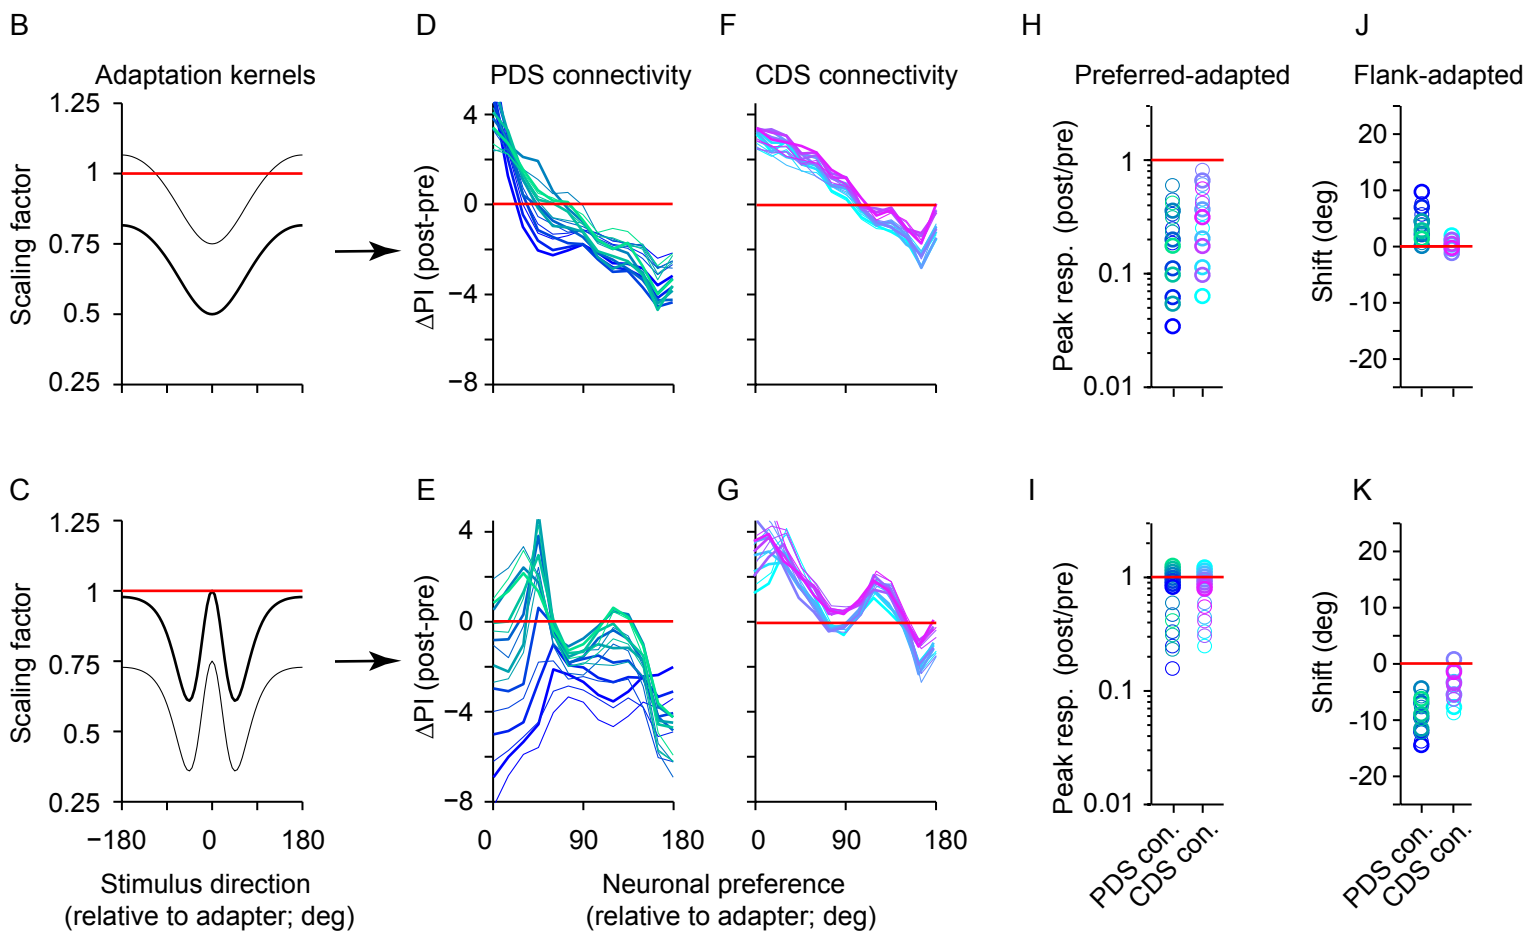 B
Adaptation kernels
1.25
1
0.75
0.5
0.25
Scaling factor
D
PDS connectivity
4
0
−4
−8
ΔPI (post-pre)
F
CDS connectivity
H
Preferred-adapted
1
0.1
0.01
Peak resp. (post/pre)
J
Flank-adapted
20
10
0
-10
-20
Shift (deg)
C
1.25
1
0.75
0.5
0.25
Scaling factor
−180
0
180
Stimulus direction
(relative to adapter; deg)
E
4
0
−4
−8
ΔPI (post-pre)
0
90
180
G
0
90
180
Neuronal preference
(relative to adapter; deg)
I
1
0.1
0.01
Peak resp. (post/pre)
PDS con.
CDS con.
K
20
10
0
-10
-20
Shift (deg)
PDS con.
CDS con.